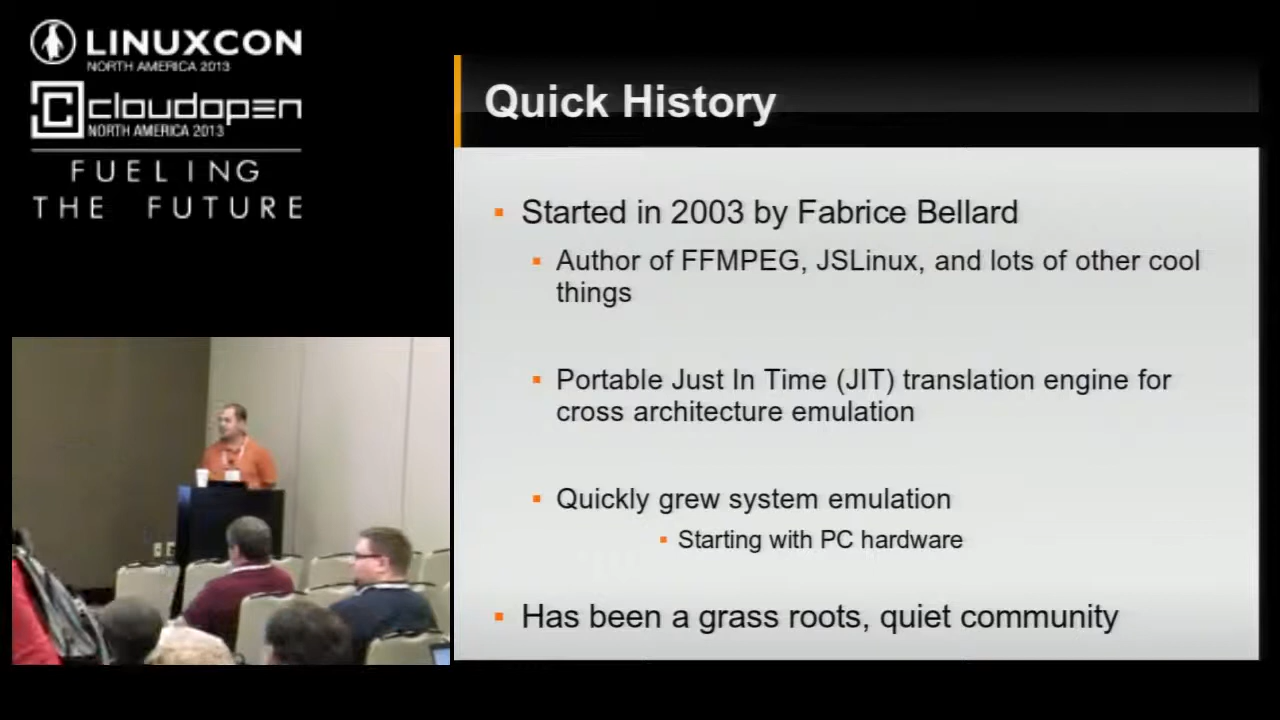 LINUXCON
NORTH AMERICA 2013
cloudopen
NORTH AMERICA 2013
FUELING
THE FUTURE
Quick History
Started in 2003 by Fabrice Bellard
Author of FFMPEG, JSLinux, and lots of other cool
things
Portable Just In Time (JIT) translation engine for
cross architecture emulation
Quickly grew system emulation
Starting with PC hardware
Has been a grass roots, quiet community